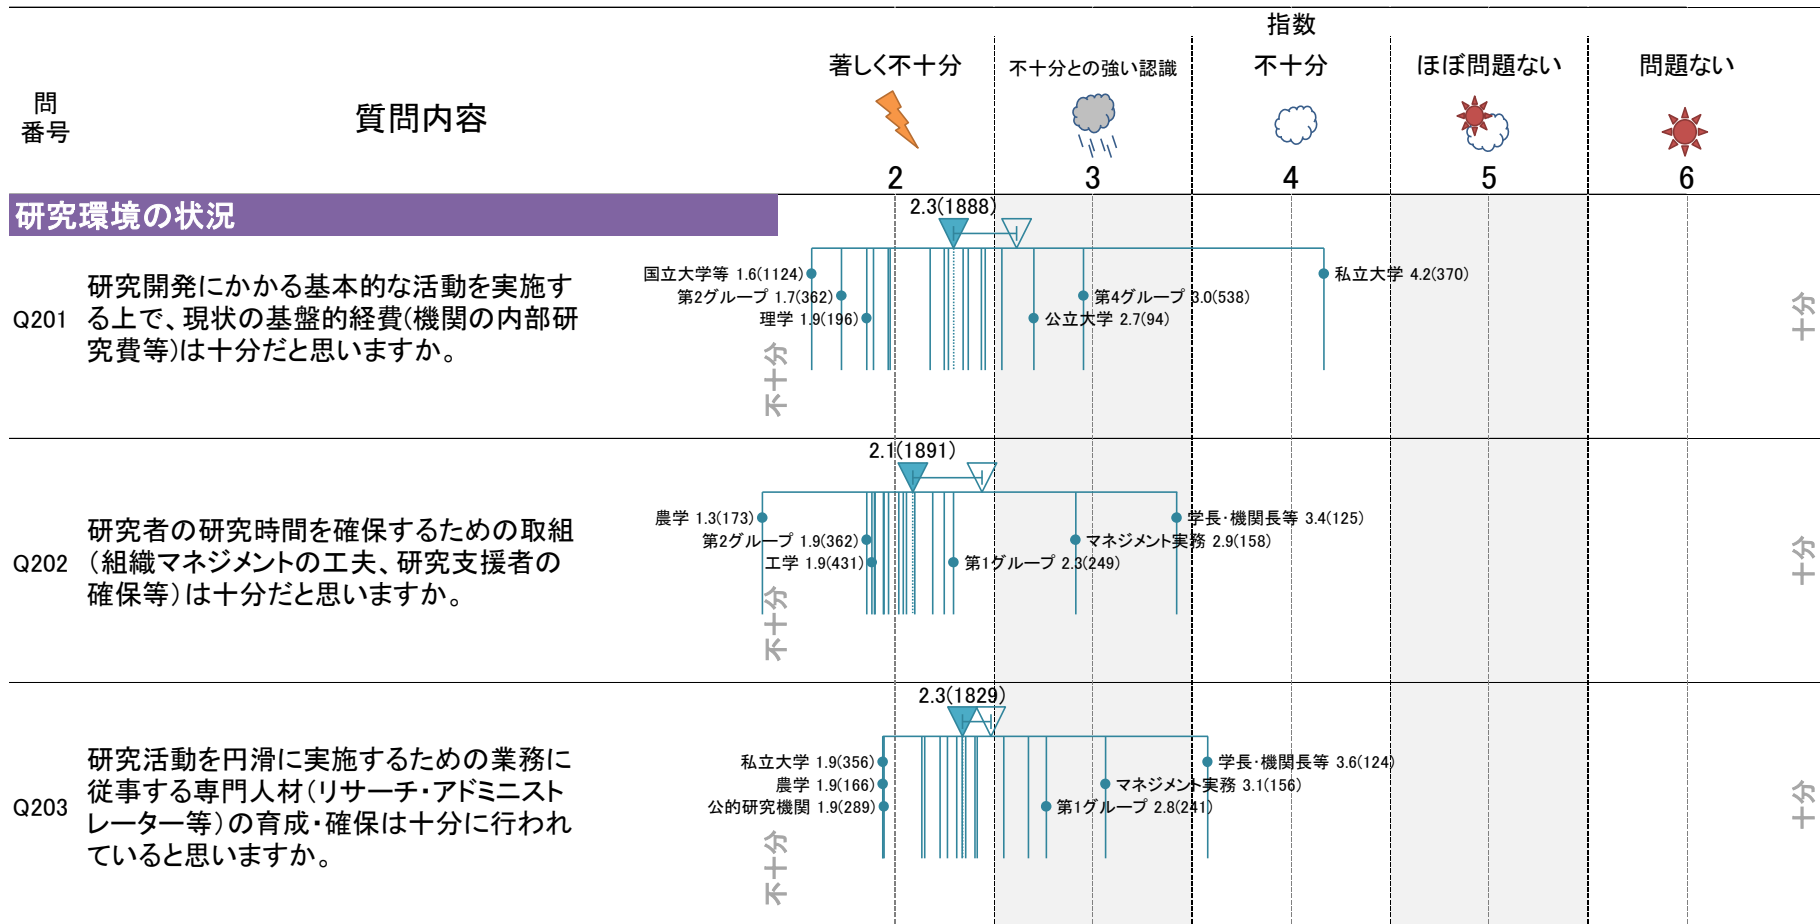 指数
著しく不十分
不十分との強い認識
不十分
ほぼ問題ない
問題ない
問
番号
質問内容
2
3
4
5
6
研究環境の状況
2.3(1888)
Q201
研究開発にかかる基本的な活動を実施す
る上で、現状の基盤的経費(機関の内部研
究費等)は十分だと思いますか。
国立大学等 1.6(1124)
第2グループ 1.7(362)
理学 1.9(196)
私立大学 4.2(370)
第4グループ 3.0(538)
公立大学 2.7(94)
不十分
十分
2.1(1891)
Q202
研究者の研究時間を確保するための取組
(組織マネジメントの工夫、研究支援者の
確保等)は十分だと思いますか。
農学 1.3(173)
第2グループ 1.9(362)
工学 1.9(431)
学長・機関長等 3.4(125)
マネジメント実務 2.9(158)
第1グループ 2.3(249)
不十分
十分
2.3(1829)
Q203
研究活動を円滑に実施するための業務に
従事する専門人材(リサーチ・アドミニスト
レーター等)の育成・確保は十分に行われ
ていると思いますか。
私立大学 1.9(356)
農学 1.9(166)
公的研究機関 1.9(289)
学長・機関長等 3.6(124)
マネジメント実務 3.1(156)
第1グループ 2.8(241)
不十分
十分